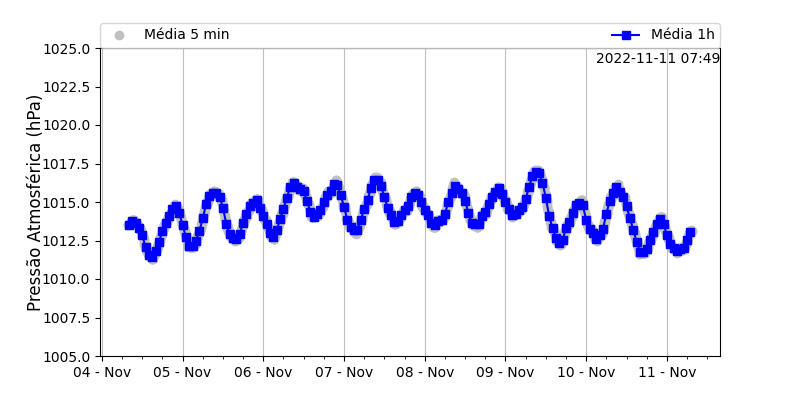 Média 5 min
Média 1h
2022-11-11 07:49
Pressão Atmosférica (hPa)
1025.0
1022.5
1020.0
1017.5
1015.0
1012.5
1010.0
1007.5
1005.0
04 - Nov
05 - Nov
06 - Nov
07 - Nov
08 - Nov
09 - Nov
10 - Nov
11 - Nov